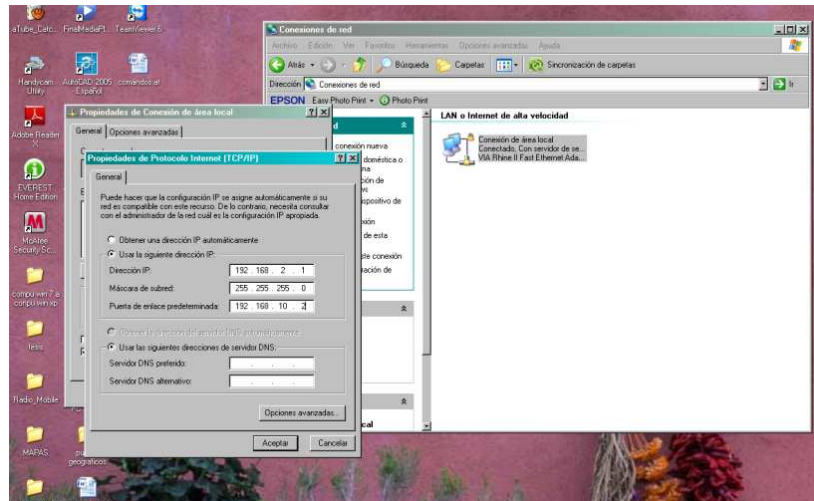 aTube_Catc...
FinalMediaPl...
TeamViewer 6
Handycam Utility
AutoCAD 2005 Español
comandos at
Adobe Reader X
EVEREST Home Edition
McAfee Security Sc...
compu win 7 a compu win xp
tesis
Radio_Mobile
MAPAS
geograficos
Conexiones de red
Archivo Edición Ver Favoritos Herramientas Opciones avanzadas Ayuda
Atrás Búsqueda Carpetas Sincronización de carpetas
Dirección Conexiones de red Ir
EPSON Easy Photo Print Photo Print
conexión nueva
doméstica o
ción de
ispositivo de
xión
de esta
ste conexión
ración de
cal
LAN o Internet de alta velocidad
Conexión de área local
Conectado, Con servidor de se...
VIA Rhine II Fast Ethernet Ada...
Propiedades de Conexión de área local
General Opciones avanzadas
Propiedades de Protocolo Internet (TCP/IP)
General
Puede hacer que la configuración IP se asigne automáticamente si su
red es compatible con este recurso. De lo contrario, necesita consultar
con el administrador de la red cuál es la configuración IP apropiada.
Obtener una dirección IP automáticamente
Usar la siguiente dirección IP:
Dirección IP: 192 . 168 . 2 . 1
Máscara de subred: 255 . 255 . 255 . 0
Puerta de enlace predeterminada: 192 . 168 . 10 . 2
Obtener la dirección del servidor DNS automáticamente
Usar las siguientes direcciones de servidor DNS:
Servidor DNS preferido: . . .
Servidor DNS alternativo: . . .
Opciones avanzadas...
Aceptar Cancelar